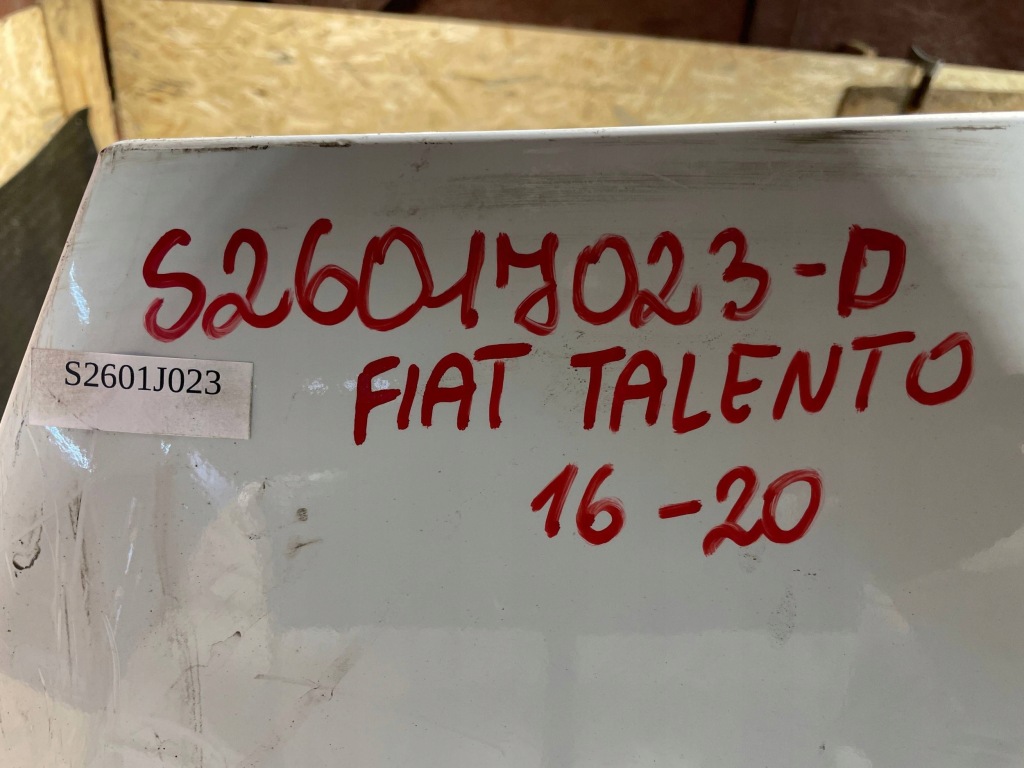 S2601J023-D
S2601J023
FIAT TALENTO
16-20